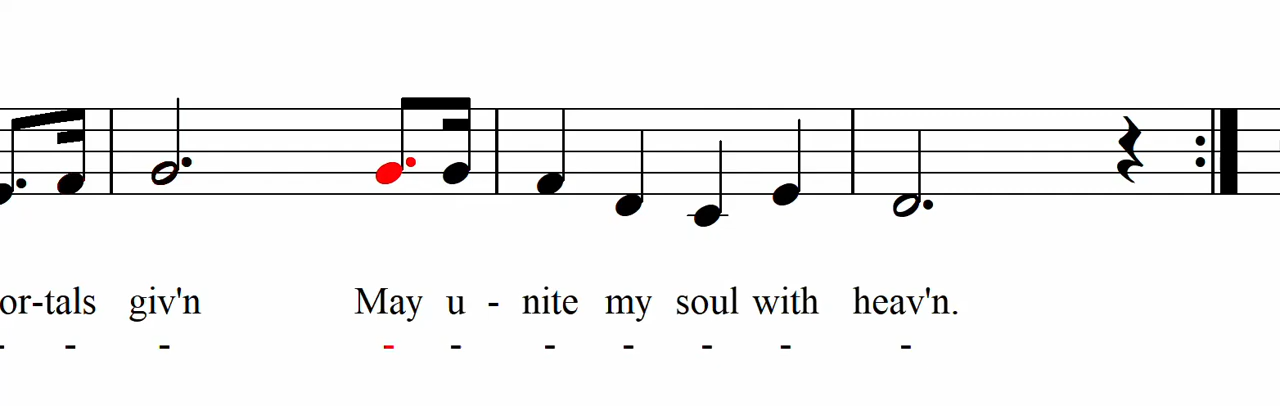 or-tals giv'n May u - nite my soul with heav'n.
- - - - - - - - - -